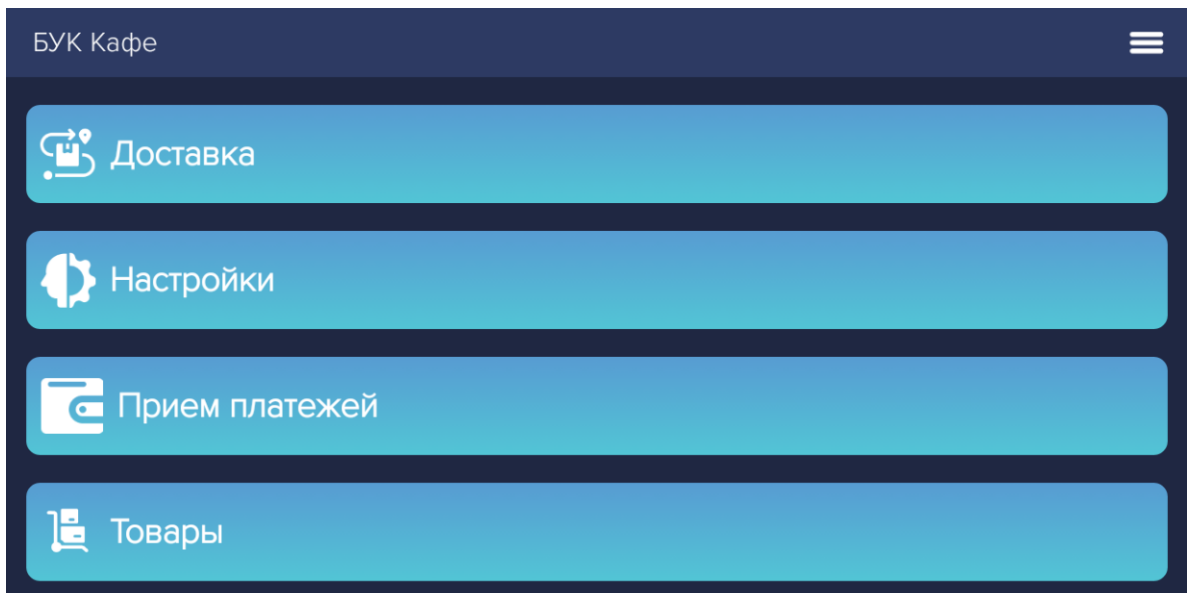 БУК Кафе
Доставка
Настройки
Прием платежей
Товары